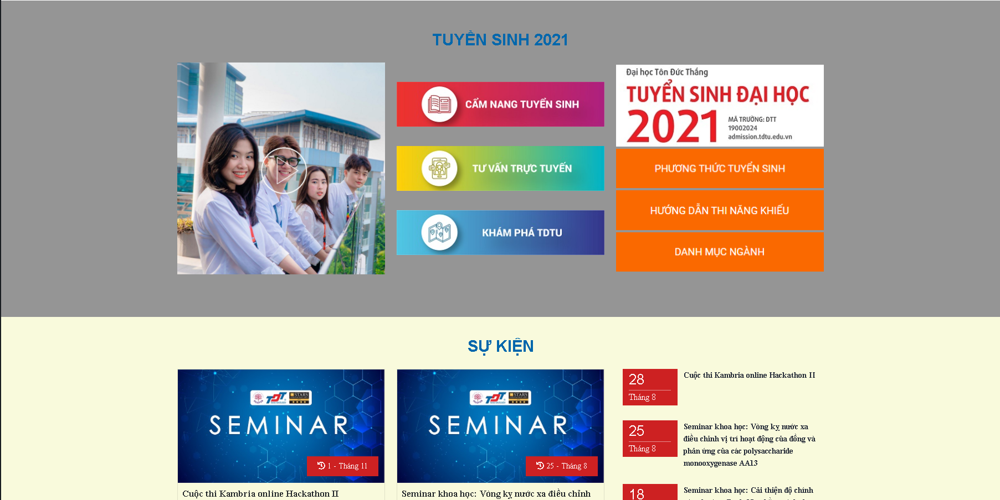 TUYỂN SINH 2021
CẨM NANG TUYỂN SINH
TƯ VẤN TRỰC TUYẾN
KHÁM PHÁ TDTU
Đại học Tôn Đức Thắng
TUYỂN SINH ĐẠI HỌC
2021
MÃ TRƯỜNG: DTT
19002024
admission.tdtu.edu.vn
PHƯƠNG THỨC TUYỂN SINH
HƯỚNG DẪN THI NĂNG KHIẾU
DANH MỤC NGÀNH
SỰ KIỆN
TDT
STARS
SEMINAR
1 - Tháng 11
Cuộc thi Kambria online Hackathon II
TDT
STARS
SEMINAR
25 - Tháng 8
Seminar khoa học: Vòng kỵ nước xa điều chỉnh
28
Tháng 8
Cuộc thi Kambria online Hackathon II
25
Tháng 8
Seminar khoa học: Vòng kỵ nước xa
điều chỉnh vị trí hoạt động của đồng và
phản ứng của các polysaccharide
monooxygenase AA13
18
Seminar khoa học: Cải thiện độ chính